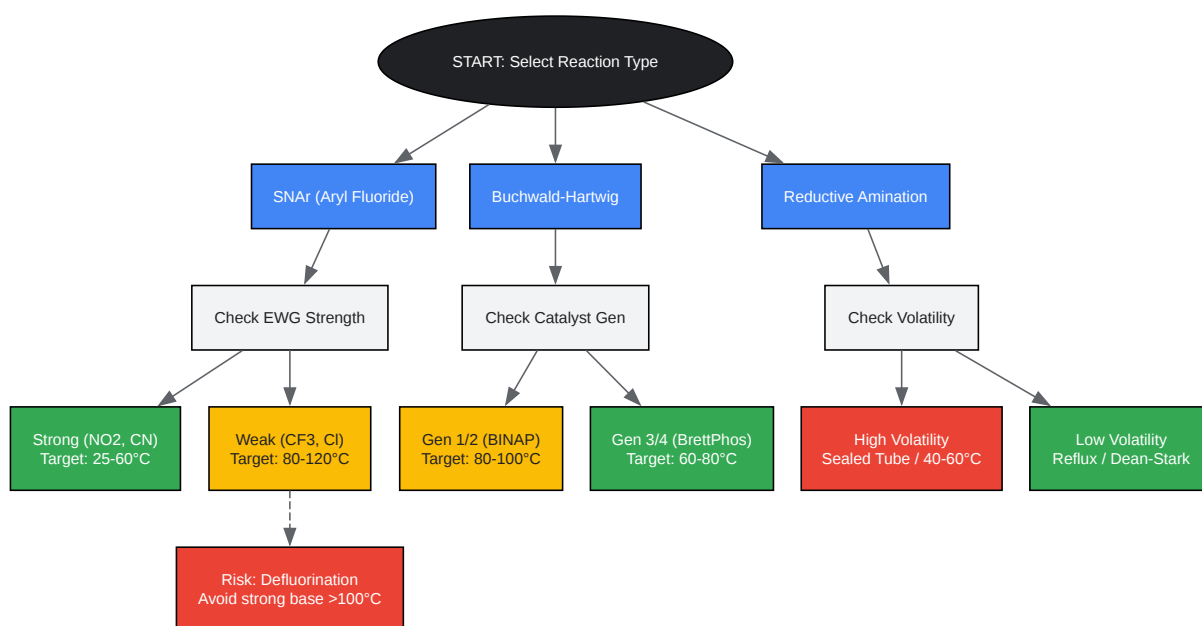 START: Select Reaction Type
SNAr (Aryl Fluoride)
Buchwald-Hartwig
Reductive Amination
Check EWG Strength
Check Catalyst Gen
Check Volatility
Strong (NO2, CN)
Target: 25-60°C
Weak (CF3, Cl)
Target: 80-120°C
Gen 1/2 (BINAP)
Target: 80-100°C
Gen 3/4 (BrettPhos)
Target: 60-80°C
High Volatility
Sealed Tube / 40-60°C
Low Volatility
Reflux / Dean-Stark
Risk: Defluorination
Avoid strong base >100°C